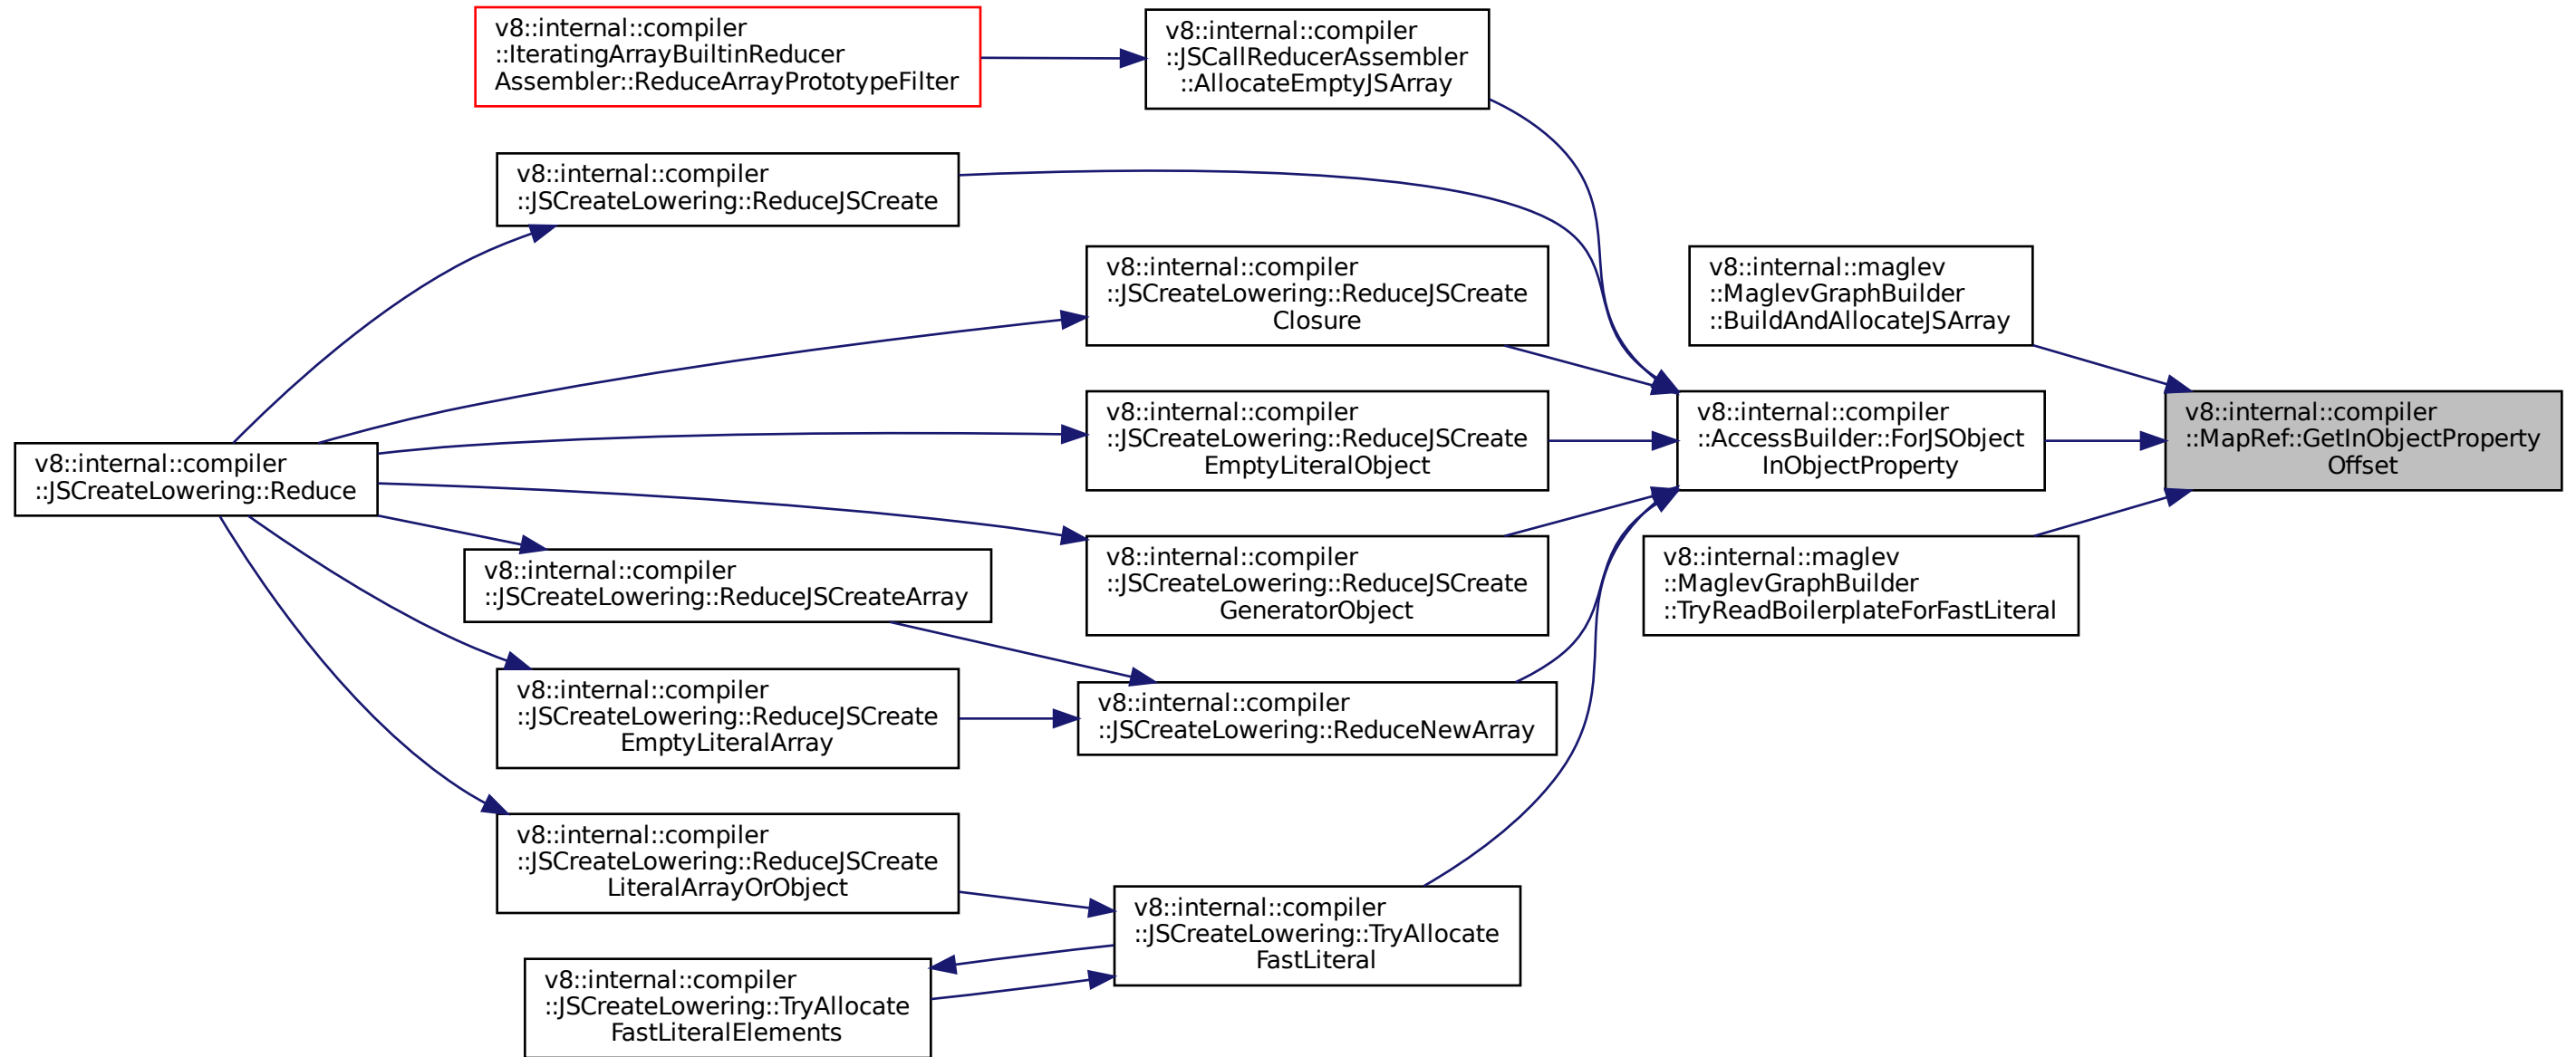 v8::internal::compiler
::IteratingArrayBuiltinReducer
Assembler::ReduceArrayPrototypeFilter
v8::internal::compiler
::JSCallReducerAssembler
::AllocateEmptyJSArray
v8::internal::compiler
::JSCreateLowering::ReduceJSCreate
v8::internal::compiler
::JSCreateLowering::ReduceJSCreate
Closure
v8::internal::maglev
::MaglevGraphBuilder
::BuildAndAllocateJSArray
v8::internal::compiler
::JSCreateLowering::ReduceJSCreate
EmptyLiteralObject
v8::internal::compiler
::AccessBuilder::ForJSObject
InObjectProperty
v8::internal::compiler
::MapRef::GetInObjectProperty
Offset
v8::internal::compiler
::JSCreateLowering::Reduce
v8::internal::compiler
::JSCreateLowering::ReduceJSCreateArray
v8::internal::compiler
::JSCreateLowering::ReduceJSCreate
GeneratorObject
v8::internal::maglev
::MaglevGraphBuilder
::TryReadBoilerplateForFastLiteral
v8::internal::compiler
::JSCreateLowering::ReduceJSCreate
EmptyLiteralArray
v8::internal::compiler
::JSCreateLowering::ReduceNewArray
v8::internal::compiler
::JSCreateLowering::ReduceJSCreate
LiteralArrayOrObject
v8::internal::compiler
::JSCreateLowering::TryAllocate
FastLiteral
v8::internal::compiler
::JSCreateLowering::TryAllocate
FastLiteralElements